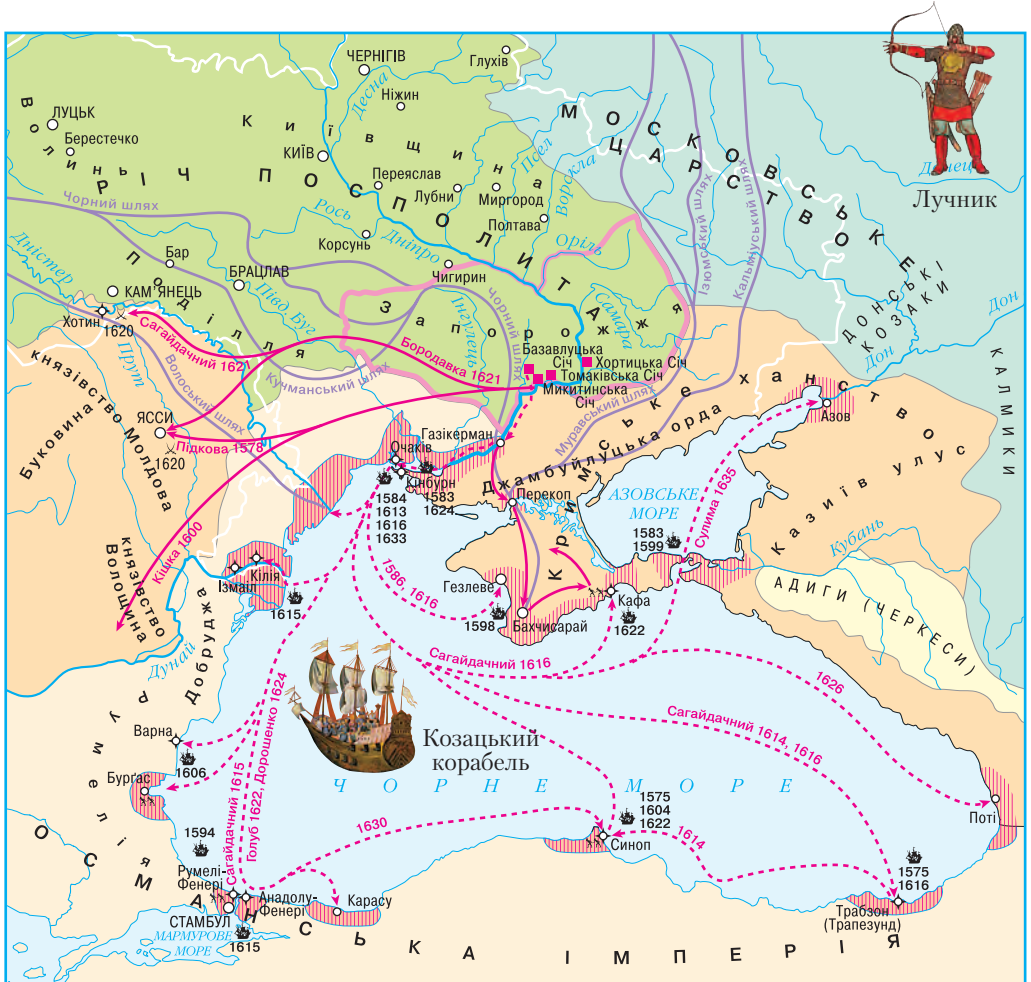 ЧЕРНІГІВ
Глухів
Десна
Ніжин
ЛУЦЬК
Берестечко
Волинь
Київщина
КИЇВ
Псел
Ворскла
МОСКОВСЬКЕ
ЦАРСТВО
Донець
Лучник
РІЧ ПОСПОЛИТА
Переяслав
Лубни
Миргород
Полтава
Чорний шлях
Рось
Корсунь
Дніпро
Оріль
Ізюмський шлях
Кальміуський шлях
Дністер
Бар
БРАЦЛАВ
Поділля
Півд. Буг
Чигирин
КАМ'ЯНЕЦЬ
Хотин
1620
Сагайдачний 1621
Запорожжя
Інгулець
Чорний шлях
Самара
ДОНСЬКІ
КОЗАКИ
Дон
Дон
КАЛМИКИ
Прут
Бородавка 1621
Базавлуцька
Січ
Хортицька Січ
Томаківська Січ
Микитинська
Січ
Волоський шлях
Кучманський шлях
Муравський шлях
князівство Молдова
Буковина
ЯССИ
1620
Підкова 1578
Кримське ханство
Азов
Газікерман
Очаків
Кінбурн
1583
1624
1584
1613
1616
1633
Джамбуйлуцька орда
Перекоп
АЗОВСЬКЕ
МОРЕ
1583
1599
Сулима 1635
Казиїв улус
Кубань
Кішка 1600
князівство
Волощина
Ізмаїл
Кілія
1615
1586, 1616
Гезлеве
1598
Бахчисарай
Кафа
1622
АДИГИ (ЧЕРКЕСИ)
Дунай
Добруджа
Румелія
Сагайдачний 1616
1626
Сагайдачний 1614, 1616
Козацький
корабель
Варна
1606
Бургас
Сагайдачний 1615
Голуб 1622, Дорошенко 1624
ЧОРНЕ МОРЕ
1575
1604
1622
Синоп
1630
1614
Поті
1594
Румелі-
Фенері
Анадолу-
Фенері
СТАМБУЛ
МАРМУРОВЕ
МОРЕ
1615
Карасу
1575
1616
Трабзон
(Трапезунд)
ОСМАНСЬКА ІМПЕРІЯ